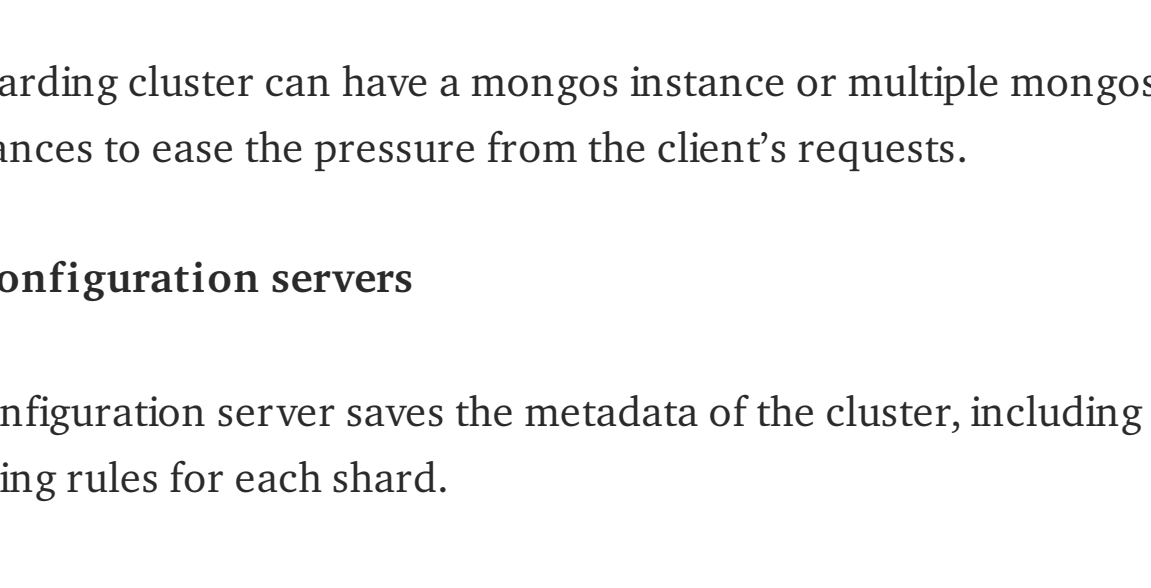 arding cluster can have a mongos instance or multiple mongos
ances to ease the pressure from the client’s requests.
onfiguration servers
nfiguration server saves the metadata of the cluster, including
ing rules for each shard.